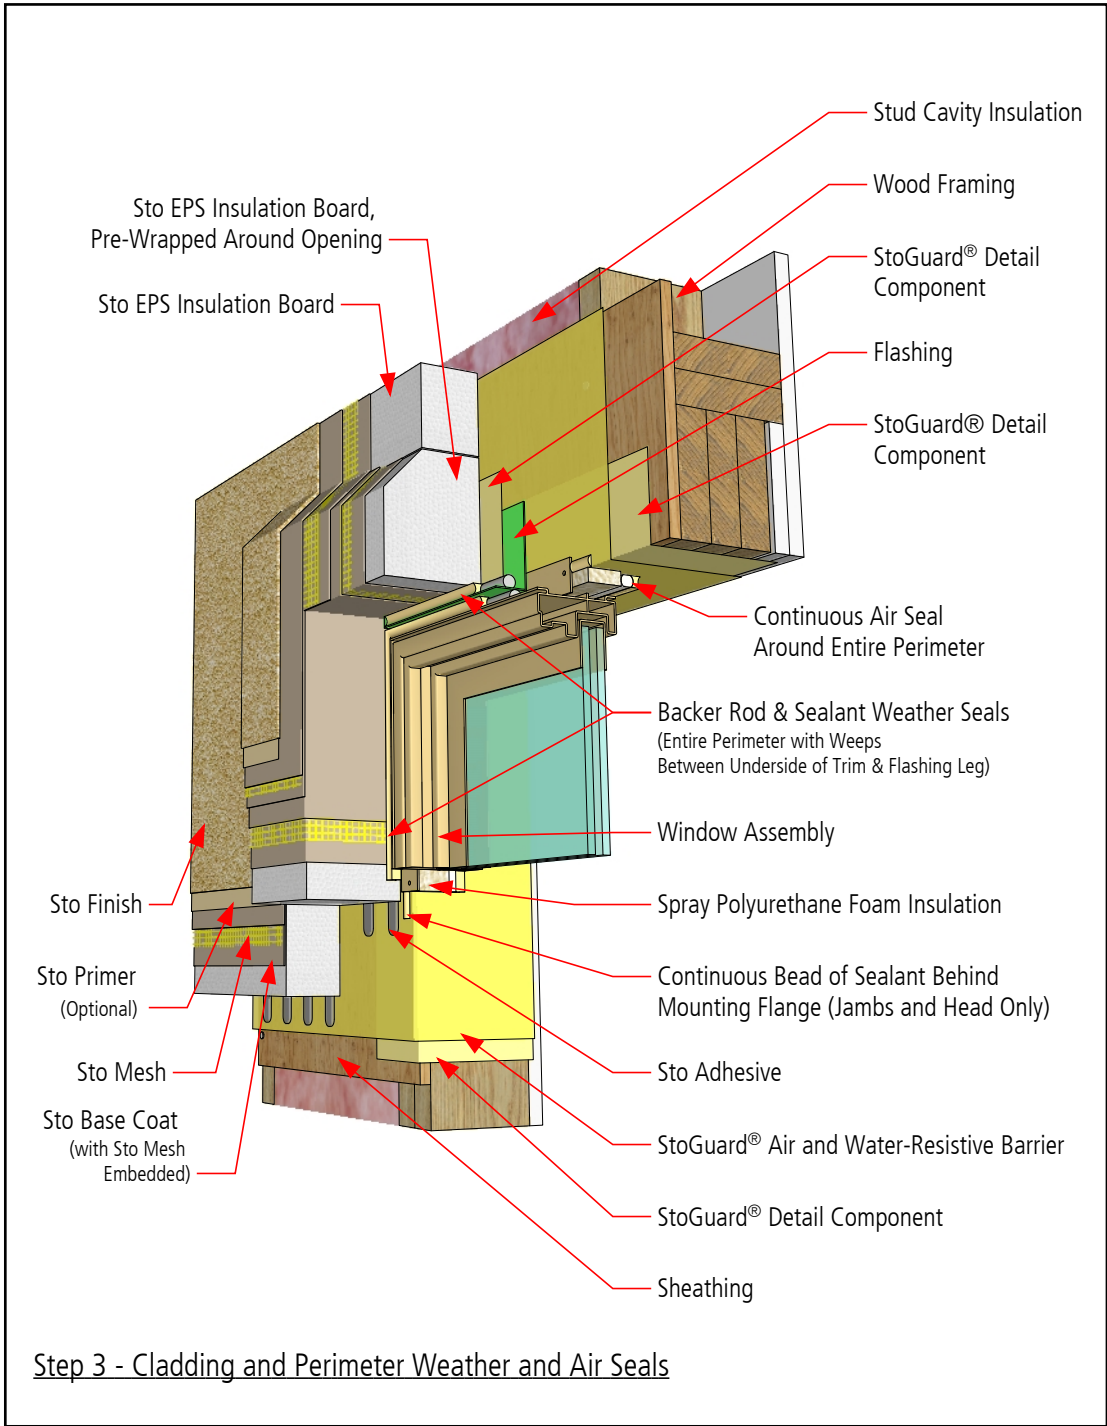 Stud Cavity Insulation
Wood Framing
StoGuard® Detail
Component
Flashing
StoGuard® Detail
Component
Sto EPS Insulation Board,
Pre-Wrapped Around Opening
Sto EPS Insulation Board
Continuous Air Seal
Around Entire Perimeter
Backer Rod & Sealant Weather Seals
(Entire Perimeter with Weeps
Between Underside of Trim & Flashing Leg)
Window Assembly
Spray Polyurethane Foam Insulation
Continuous Bead of Sealant Behind
Mounting Flange (Jambs and Head Only)
Sto Adhesive
StoGuard® Air and Water-Resistive Barrier
StoGuard® Detail Component
Sheathing
Sto Finish
Sto Primer
(Optional)
Sto Mesh
Sto Base Coat
(with Sto Mesh
Embedded)
Step 3 - Cladding and Perimeter Weather and Air Seals